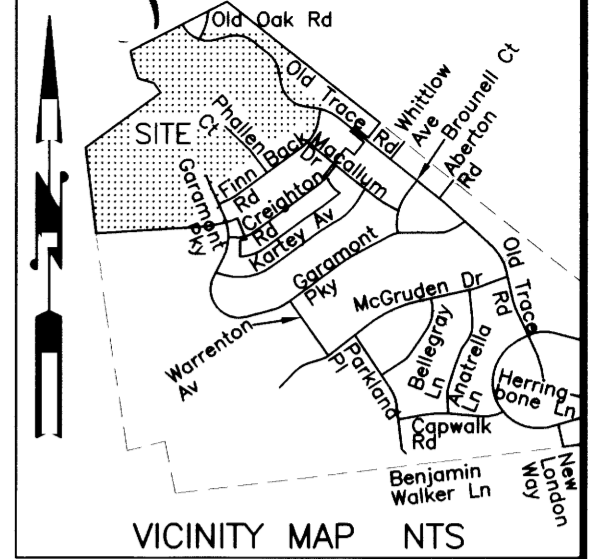 Old Oak Rd
Old Trace Rd
Whittlow
Ave
Brounell Ct
Aberton
Rd
SITE
Phallen
Ct
Finn Back
Rd
Macallum
Dr
Creighton
Rd
Garamont
Pky
Kartey Av
Garamont
Pky
McGruden Dr
Old Trace
Rd
Warrenton
Av
Parkland
Pl
Bellegray
Ln
Anatrella
Ln
Herring-
bone Ln
Capwalk
Rd
Benjamin
Walker Ln
New
London
Way
N
VICINITY MAP NTS